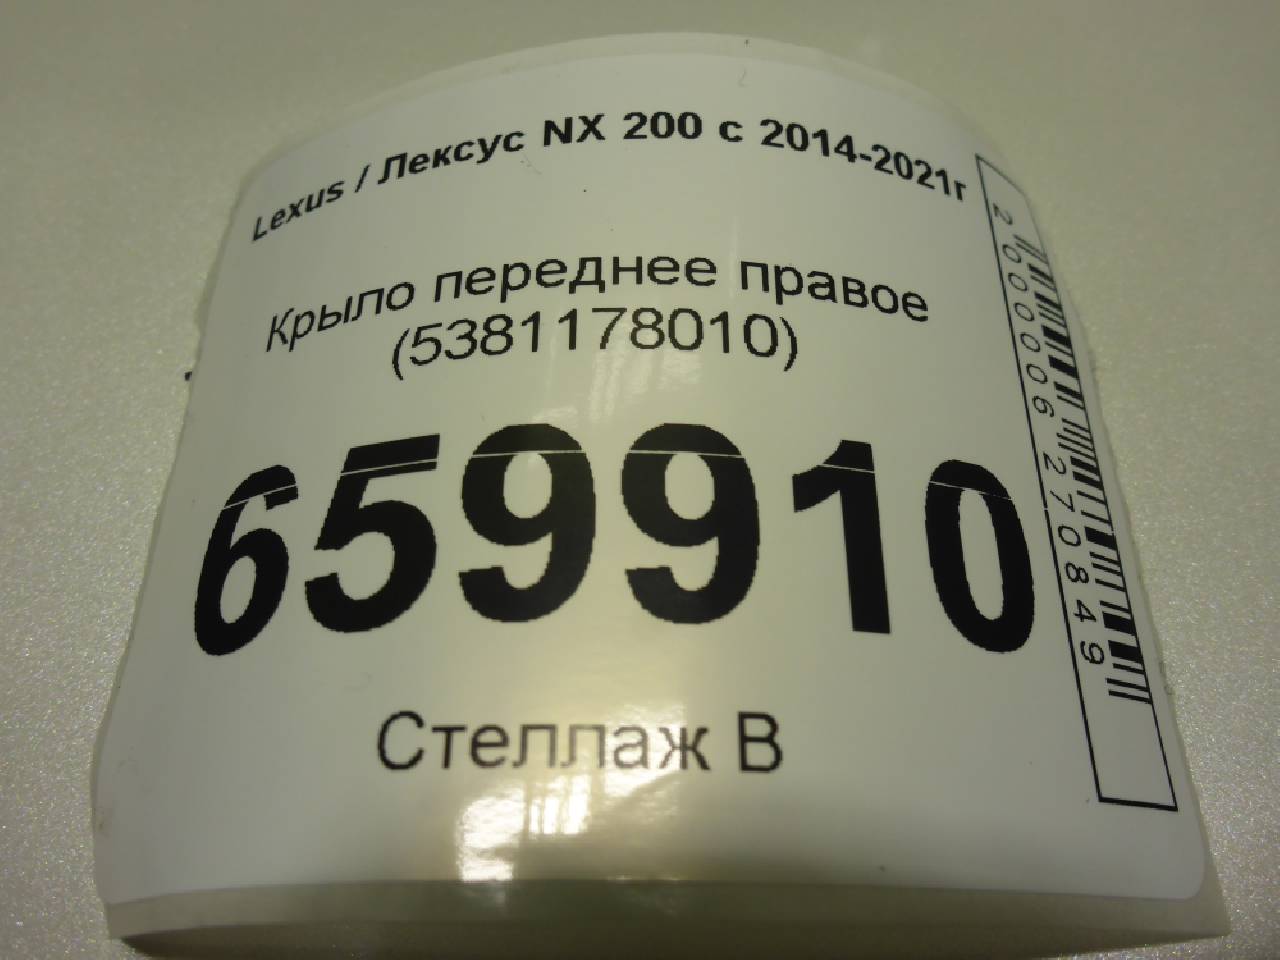 Lexus / Лексус NX 200 с 2014-2021г
Крыло переднее правое
(5381178010)
659910
Стеллаж В
2000006270849